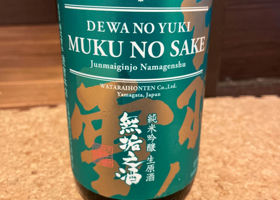 DEWA NO YUKI
MUKU NO SAKE
Junmaiginjo Namagenshu
WATARAIHONTEN Co.,Ltd.
Yamagata, Japan
純米吟醸 生原酒
無垢之酒